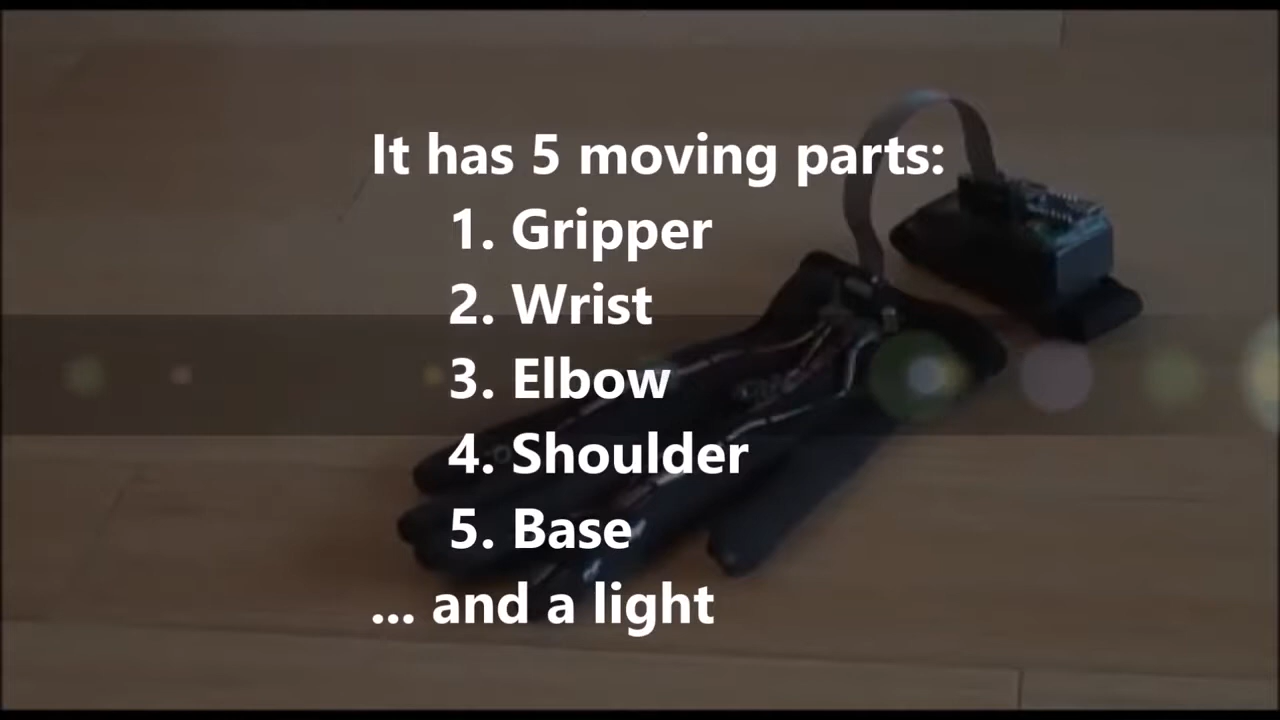 It has 5 moving parts:
1. Gripper
2. Wrist
3. Elbow
4. Shoulder
5. Base
... and a light